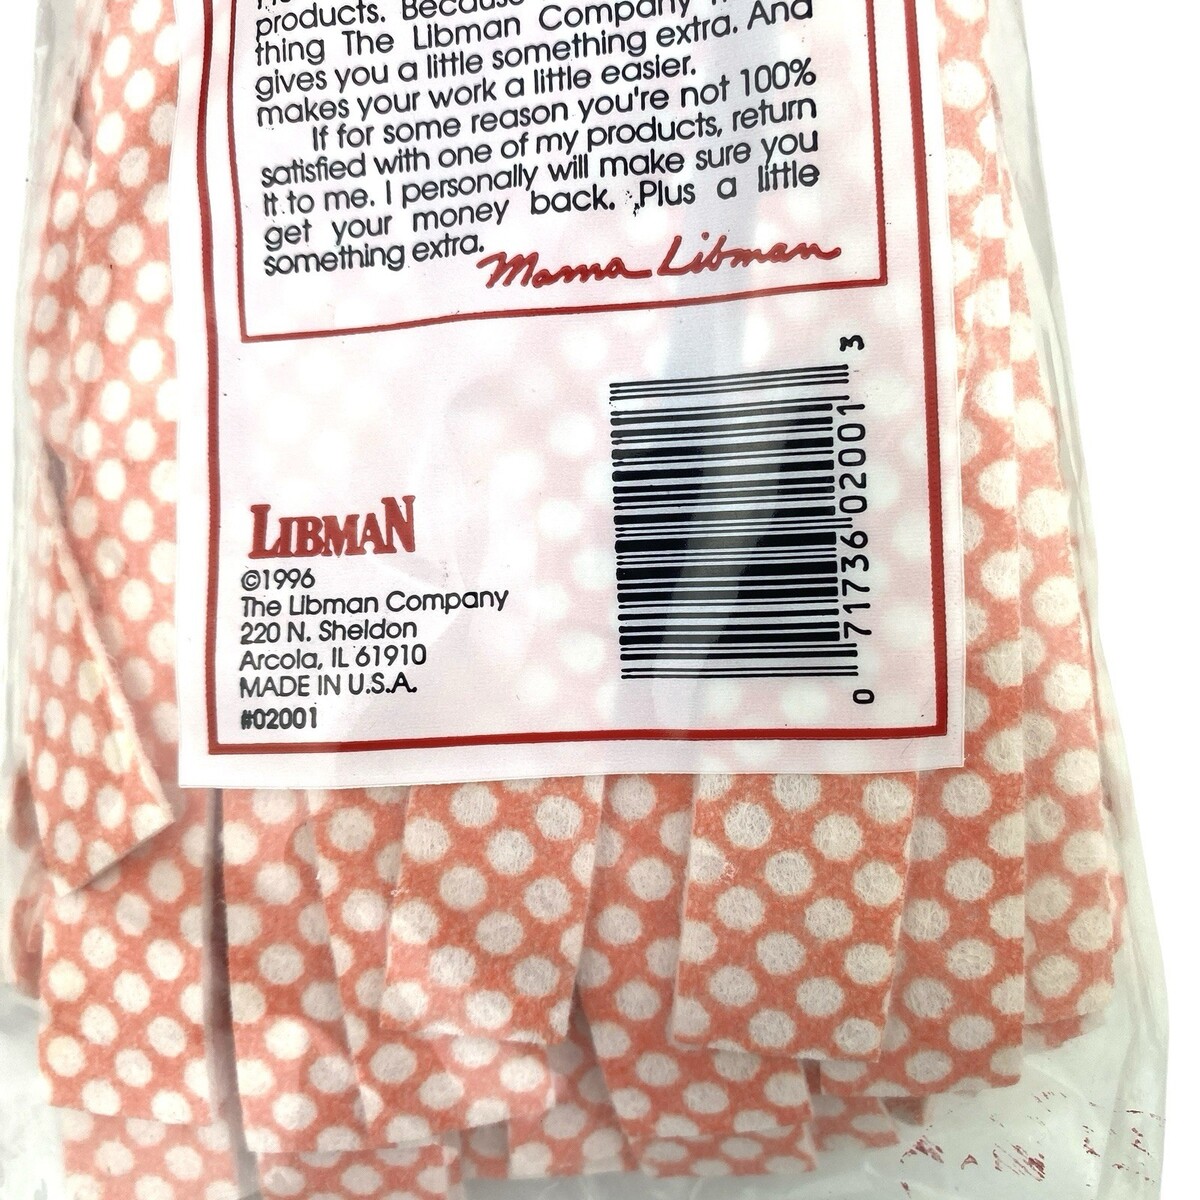 products. Because
thing The Libman Company
gives you a little something extra. And
makes your work a little easier.
If for some reason you're not 100%
satisfied with one of my products, return
it to me. I personally will make sure you
get your money back. Plus a little
something extra.
Mama Libman
LIBMAN
©1996
The Libman Company
220 N. Sheldon
Arcola, IL 61910
MADE IN U.S.A.
#02001
0 71736 02001 3